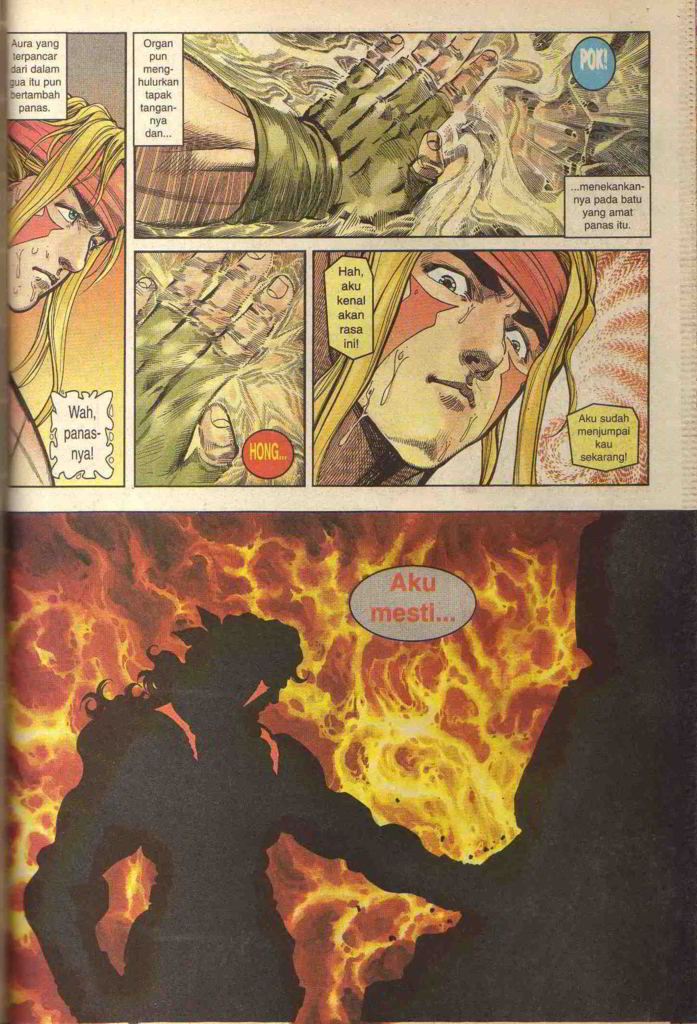 Aura yang
terpancar
dari dalam
gua itu pun
bertambah
panas.
Wah,
panas-
nya!
Organ
pun
meng-
hulurkan
tapak
tangan-
nya
dan...
POK!
...menekankan-
nya pada batu
yang amat
panas itu.
HONG...
Hah,
aku
kenal
akan
rasa
ini!
Aku sudah
menjumpai
kau
sekarang!
Aku
mesti...